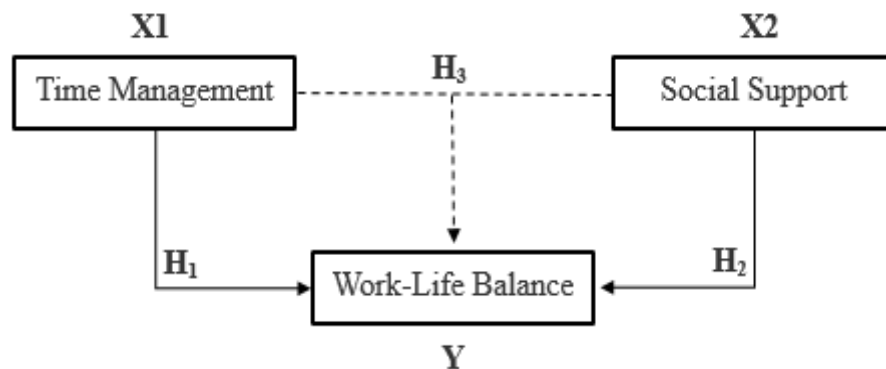 X1
X2
H₃
Time Management
Social Support
H₁
H₂
Work-Life Balance
Y